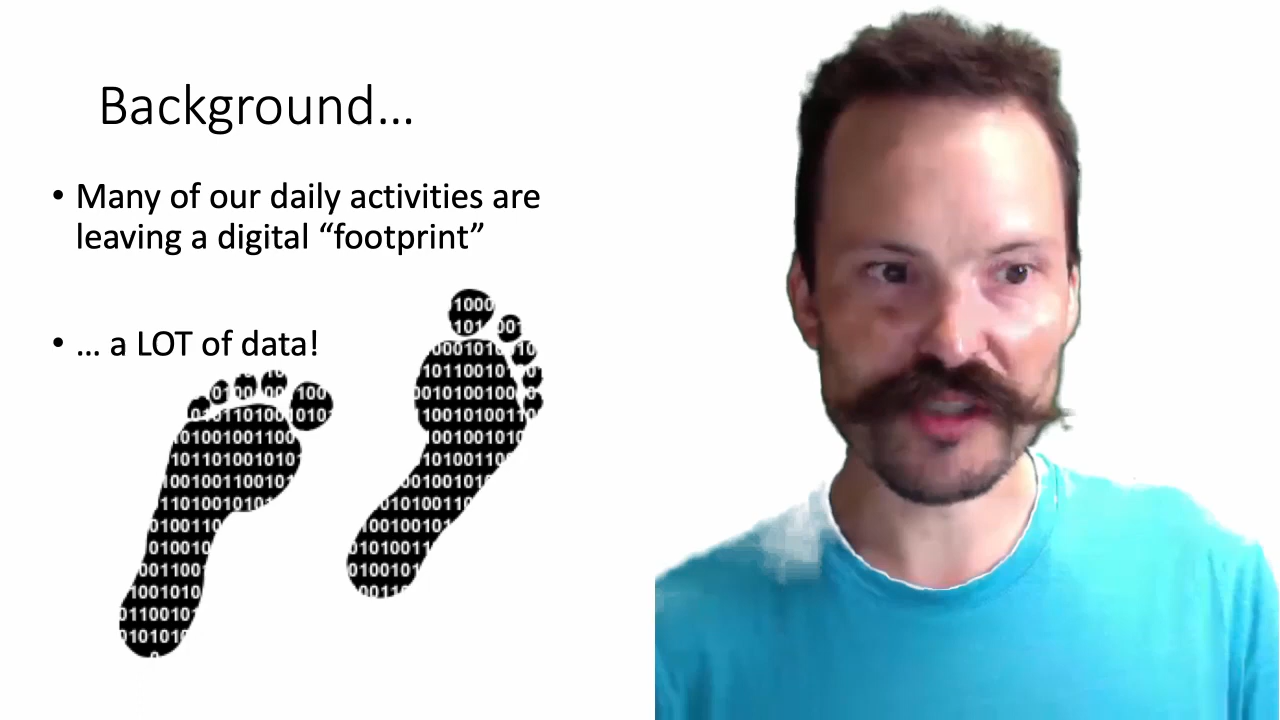 Background...
• Many of our daily activities are
leaving a digital “footprint”
• ... a LOT of data!